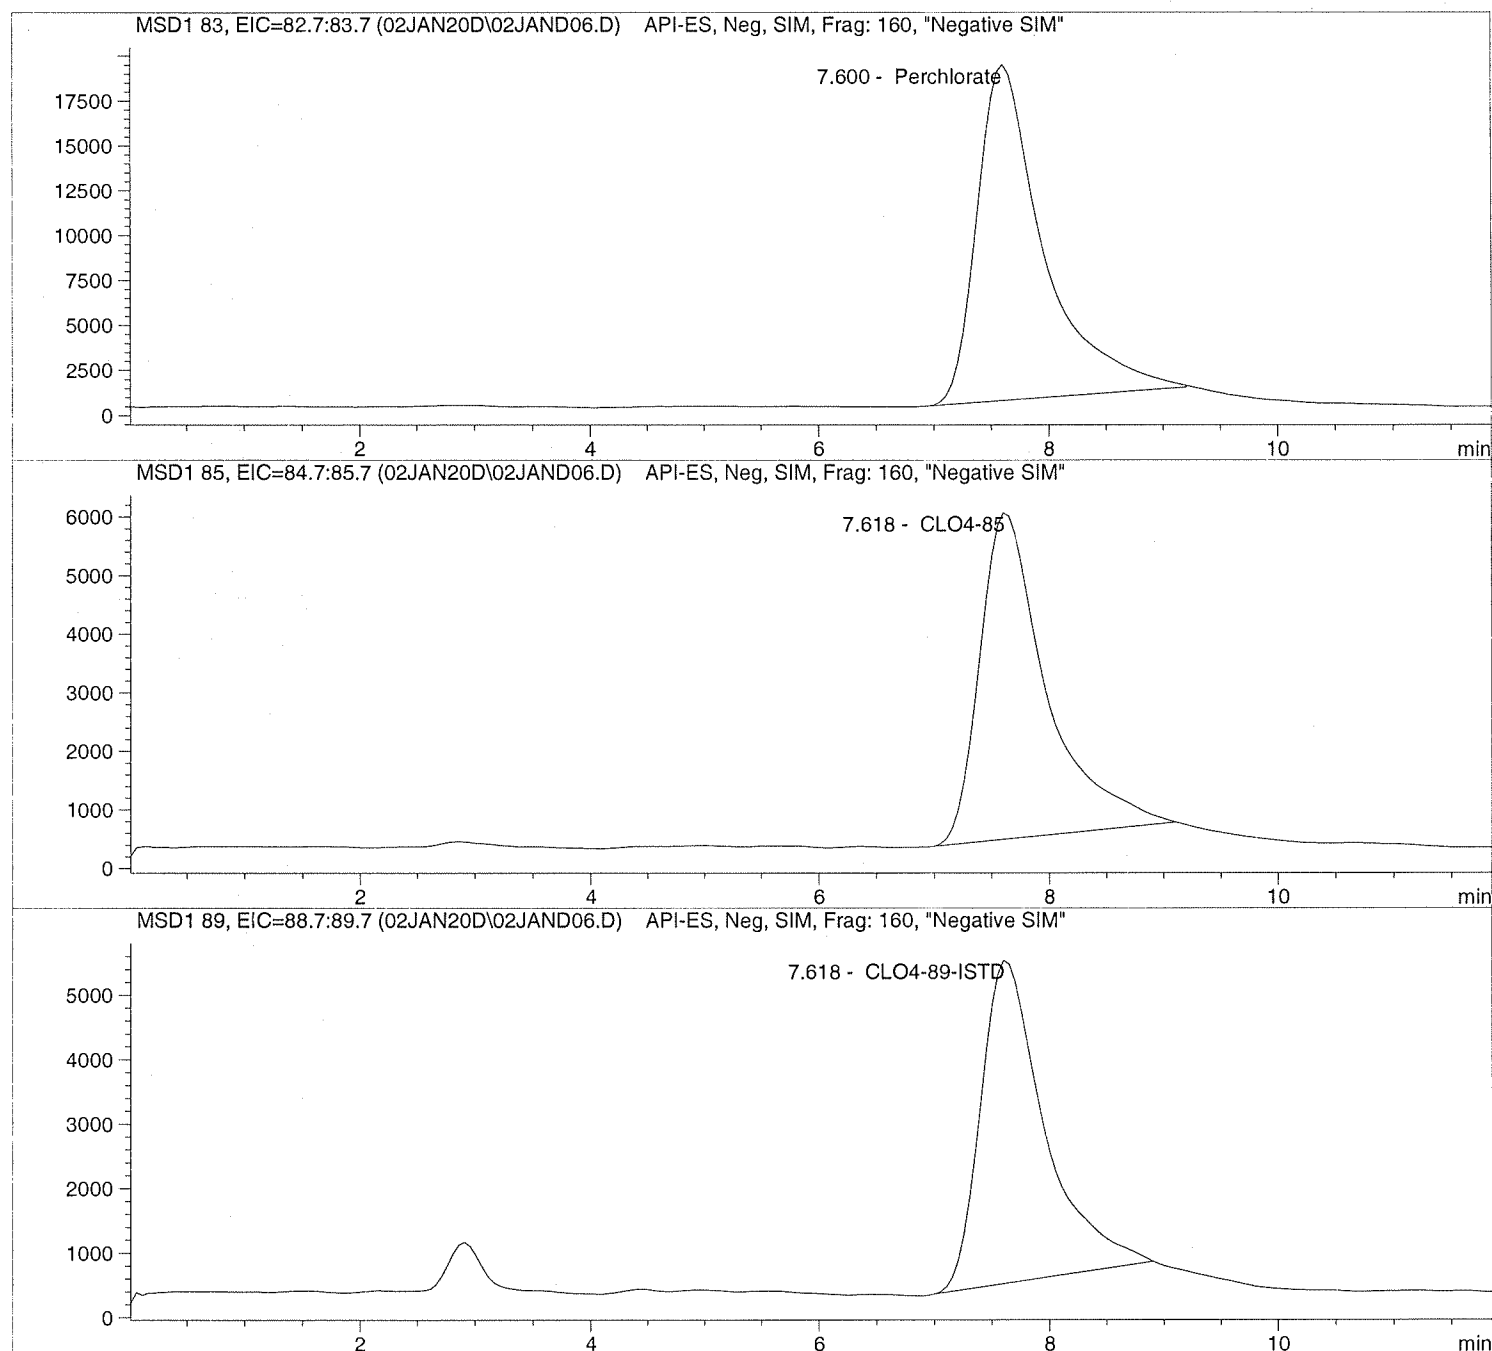 MSD1 83, EIC=82.7:83.7 (02JAN20D\02JAND06.D) API-ES, Neg, SIM, Frag: 160, "Negative SIM"
7.600 - Perchlorate
17500
15000
12500
10000
7500
5000
2500
0
2 4 6 8 10 min
MSD1 85, EIC=84.7:85.7 (02JAN20D\02JAND06.D) API-ES, Neg, SIM, Frag: 160, "Negative SIM"
7.618 - CLO4-85
6000
5000
4000
3000
2000
1000
0
2 4 6 8 10 min
MSD1 89, EIC=88.7:89.7 (02JAN20D\02JAND06.D) API-ES, Neg, SIM, Frag: 160, "Negative SIM"
7.618 - CLO4-89-ISTD
5000
4000
3000
2000
1000
0
2 4 6 8 10 min